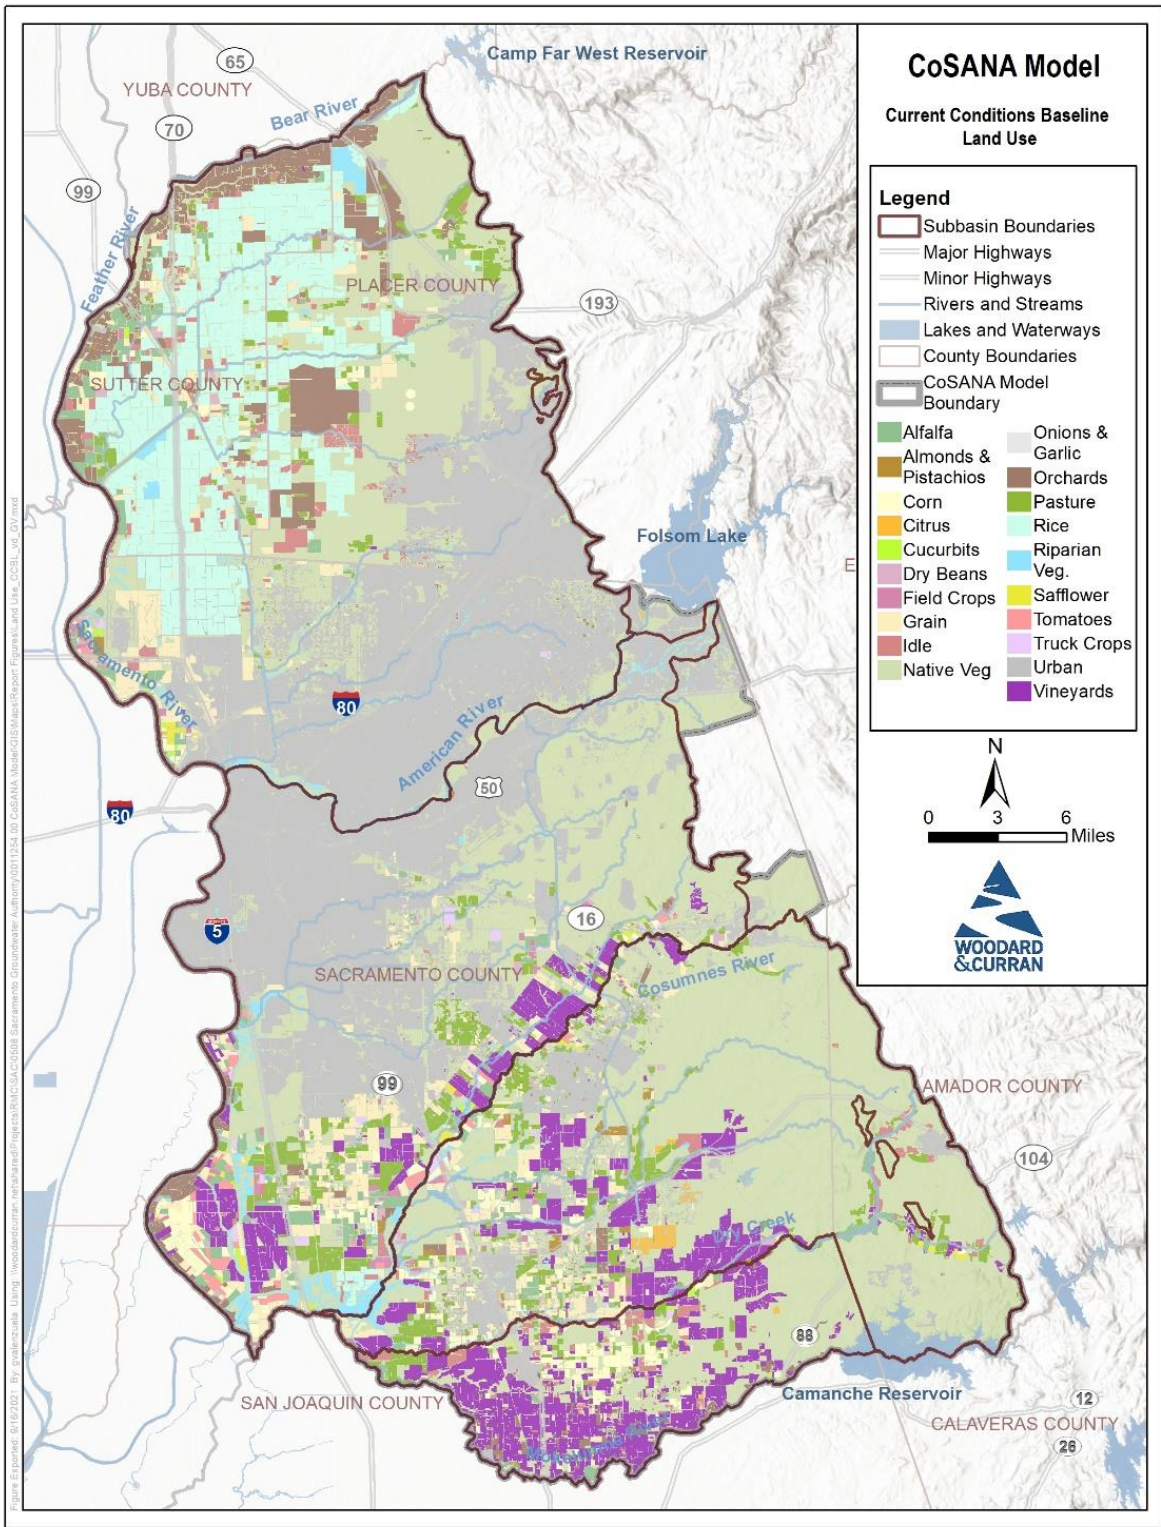 CoSANA Model
Current Conditions Baseline
Land Use
Legend
Subbasin Boundaries
Major Highways
Minor Highways
Rivers and Streams
Lakes and Waterways
County Boundaries
CoSANA Model
Boundary
Alfalfa
Almonds &
Pistachios
Corn
Citrus
Cucurbits
Dry Beans
Field Crops
Grain
Idle
Native Veg
Onions &
Garlic
Orchards
Pasture
Rice
Riparian
Veg.
Safflower
Tomatoes
Truck Crops
Urban
Vineyards
N
0 3 6
Miles
WOODARD
&CURRAN
Camp Far West Reservoir
65
YUBA COUNTY
Bear River
70
99
Feather River
PLACER COUNTY
193
SUTTER COUNTY
Folsom Lake
E
Sacramento River
80
American River
50
80
16
5
SACRAMENTO COUNTY
Cosumnes River
99
AMADOR COUNTY
104
Dry Creek
88
SAN JOAQUIN COUNTY
Camanche Reservoir
12
CALAVERAS COUNTY
26
Mokelumne River